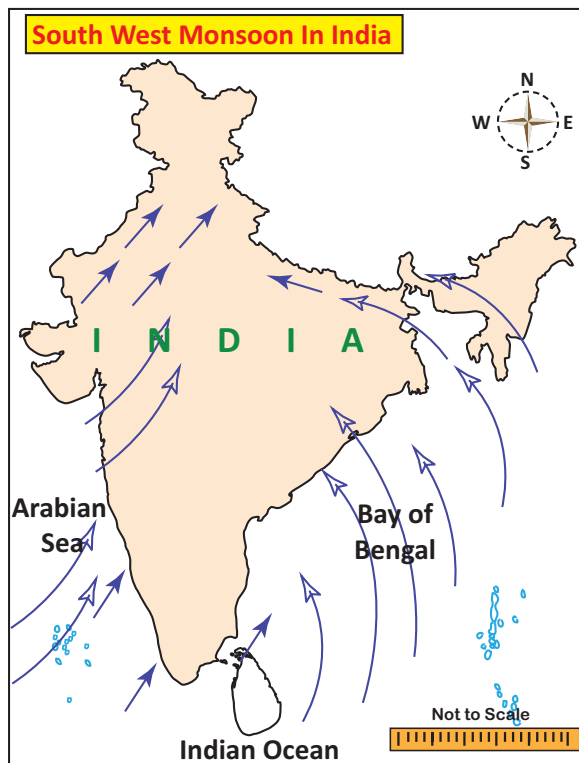 South West Monsoon In India
N
W E
S
I N D I A
Arabian
Sea
Bay of
Bengal
Not to Scale
Indian Ocean